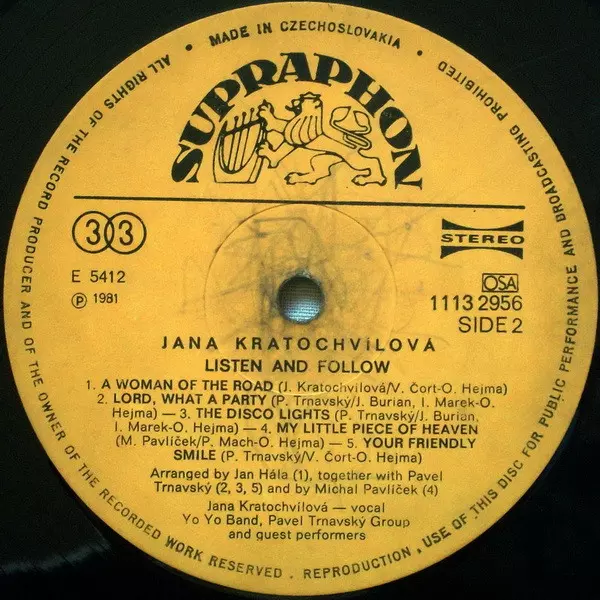 ALL RIGHTS OF THE RECORD PRODUCER AND OF THE OWNER OF THE RECORDED WORK RESERVED . REPRODUCTION, USE OF THIS DISC FOR PUBLIC PERFORMANCE AND BROADCASTING PROHIBITED
• MADE IN CZECHOSLOVAKIA •
SUPRAPHON
33
STEREO
E 5412
OSA
Ⓟ 1981
1113 2956
SIDE 2
JANA KRATOCHVÍLOVÁ
LISTEN AND FOLLOW
1. A WOMAN OF THE ROAD (J. Kratochvílová/V. Čort-O. Hejma)
2. LORD, WHAT A PARTY (P. Trnavský/J. Burian, I. Marek-O.
Hejma) — 3. THE DISCO LIGHTS (P. Trnavský/J. Burian,
I. Marek-O. Hejma) — 4. MY LITTLE PIECE OF HEAVEN
(M. Pavlíček/P. Mach-O. Hejma) — 5. YOUR FRIENDLY
SMILE (P. Trnavský/V. Čort-O. Hejma)
Arranged by Jan Hála (1), together with Pavel
Trnavský (2, 3, 5) and by Michal Pavlíček (4)
Jana Kratochvílová — vocal
Yo Yo Band, Pavel Trnavský Group
and guest performers